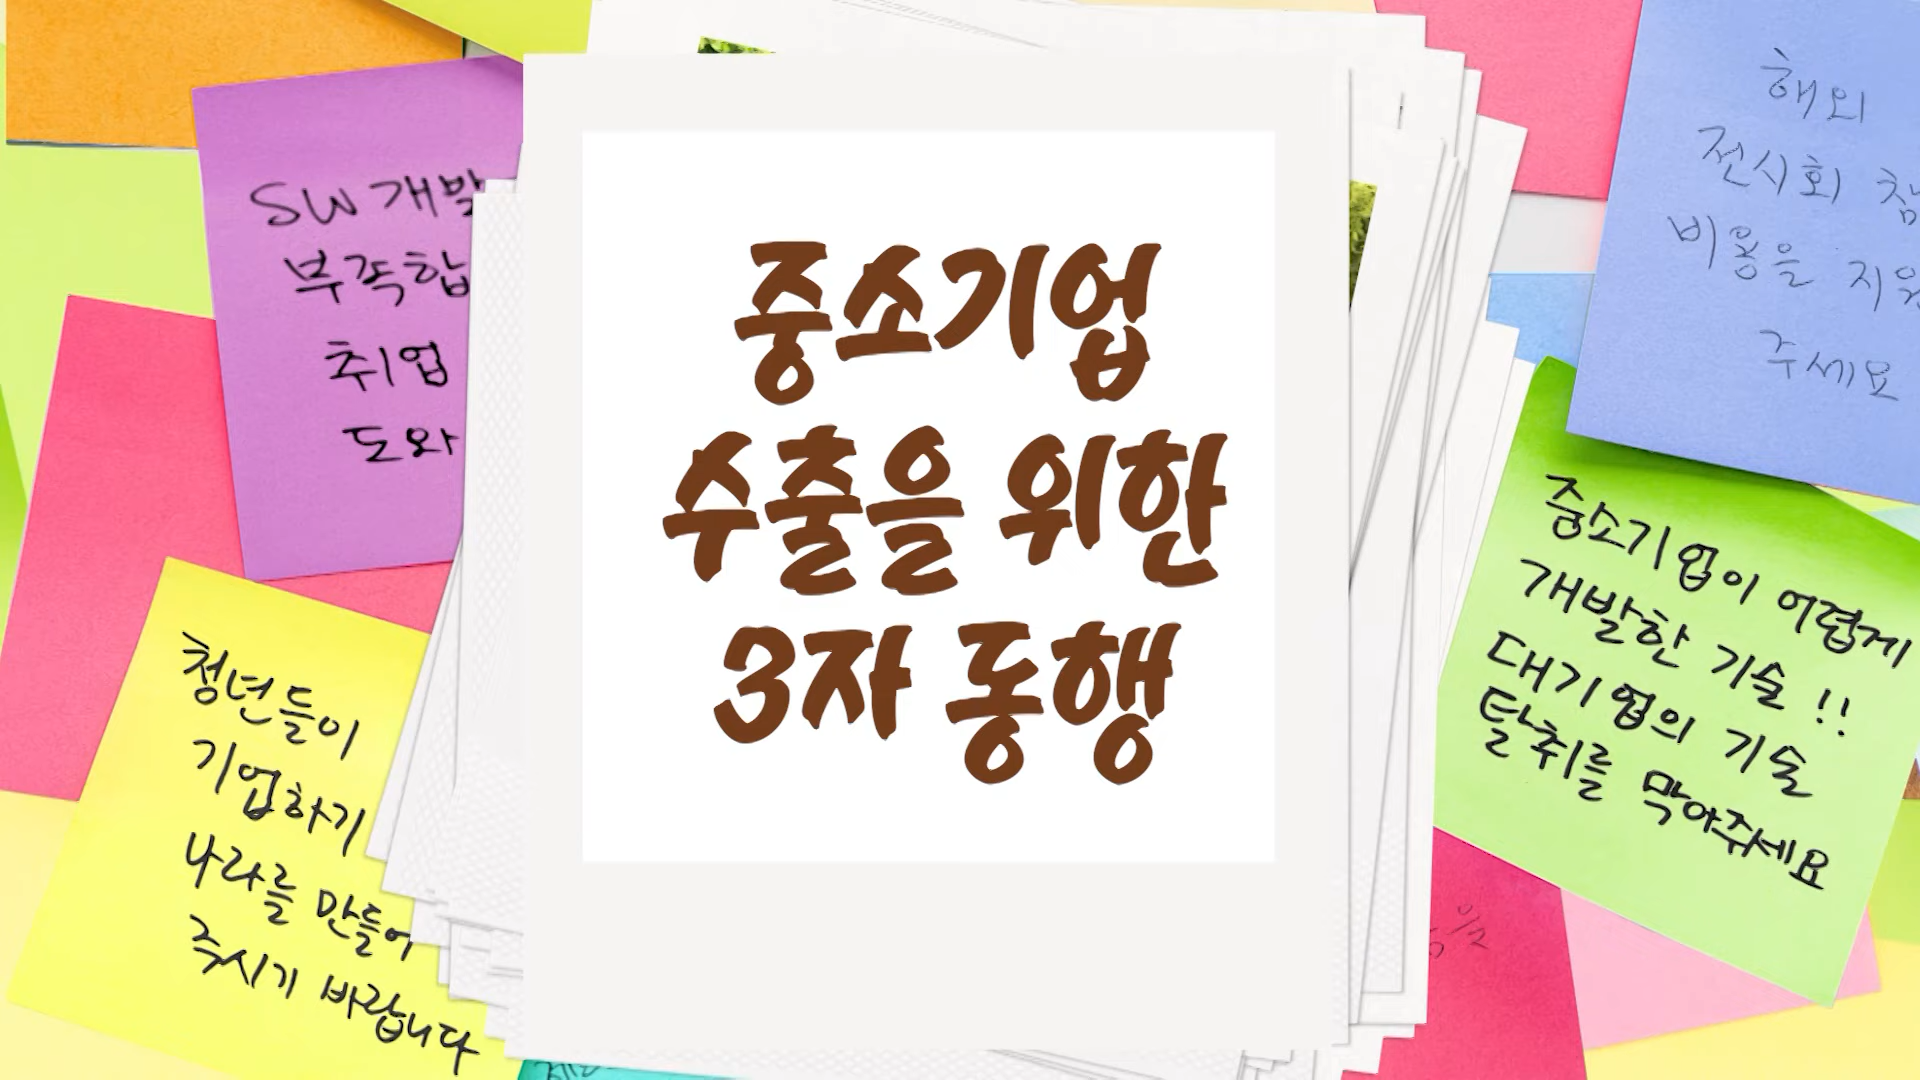 SW 개발
부족합
취업
도와
청년들이
기업하기
나라를 만들어
주시기 바랍니다
중소기업
수출을 위한
3자 동행
해외
전시회
비용을
주세요
중소기업이 어렵게
개발한 기술 !!
대기업의 기술
탈취를 막아주세요